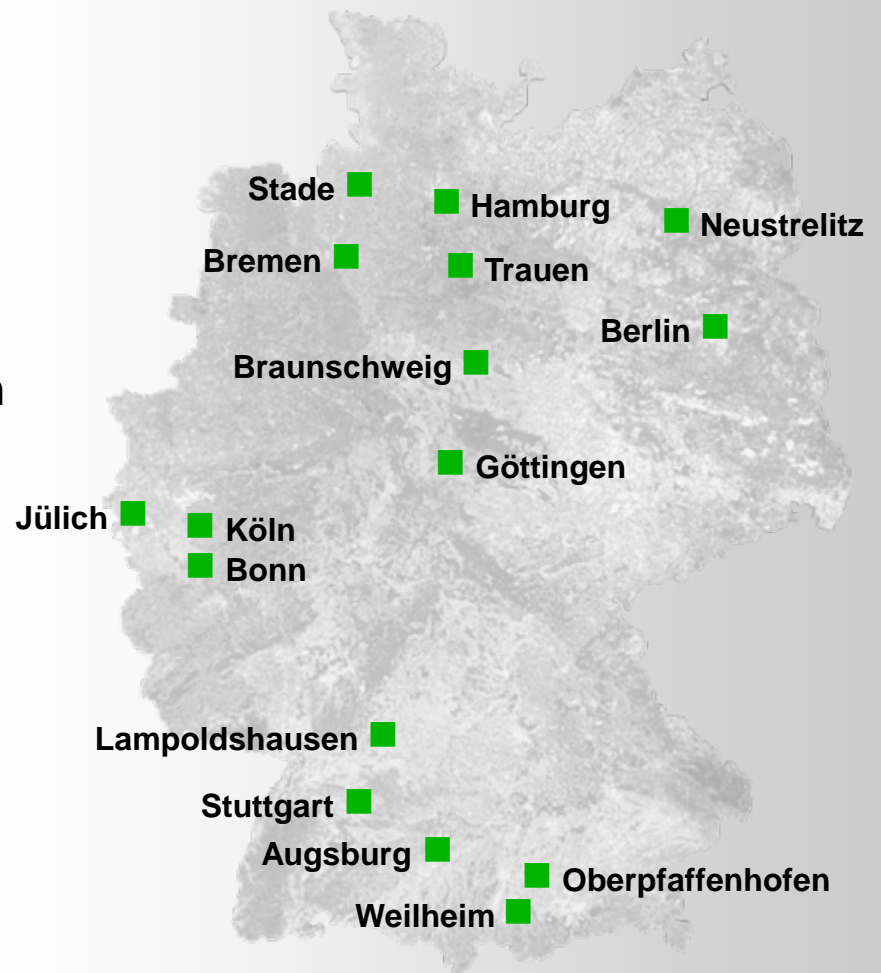 Stade
Hamburg
Neustrelitz
Bremen
Trauen
Berlin
Braunschweig
Göttingen
Jülich
Köln
Bonn
Lampoldshausen
Stuttgart
Augsburg
Oberpfaffenhofen
Weilheim